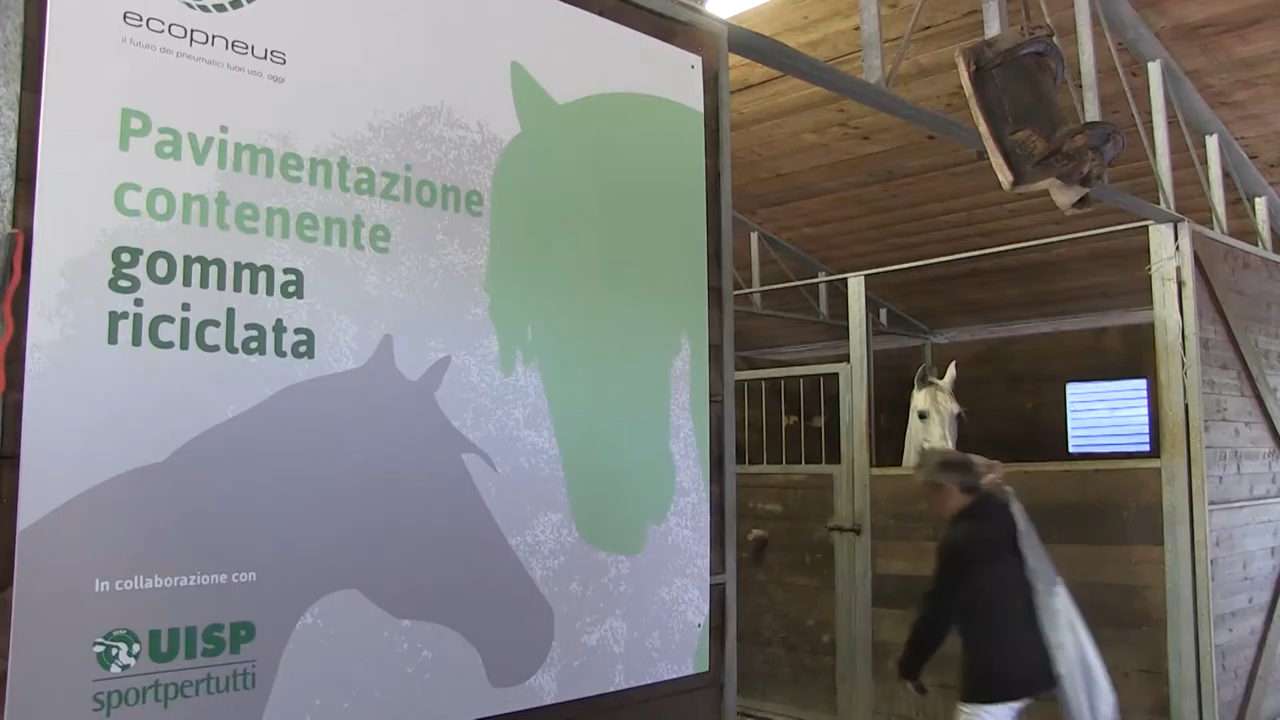 ecopneus
il futuro dei pneumatici fuori uso, oggi
Pavimentazione
contenente
gomma
riciclata
In collaborazione con
UISP
sportpertutti